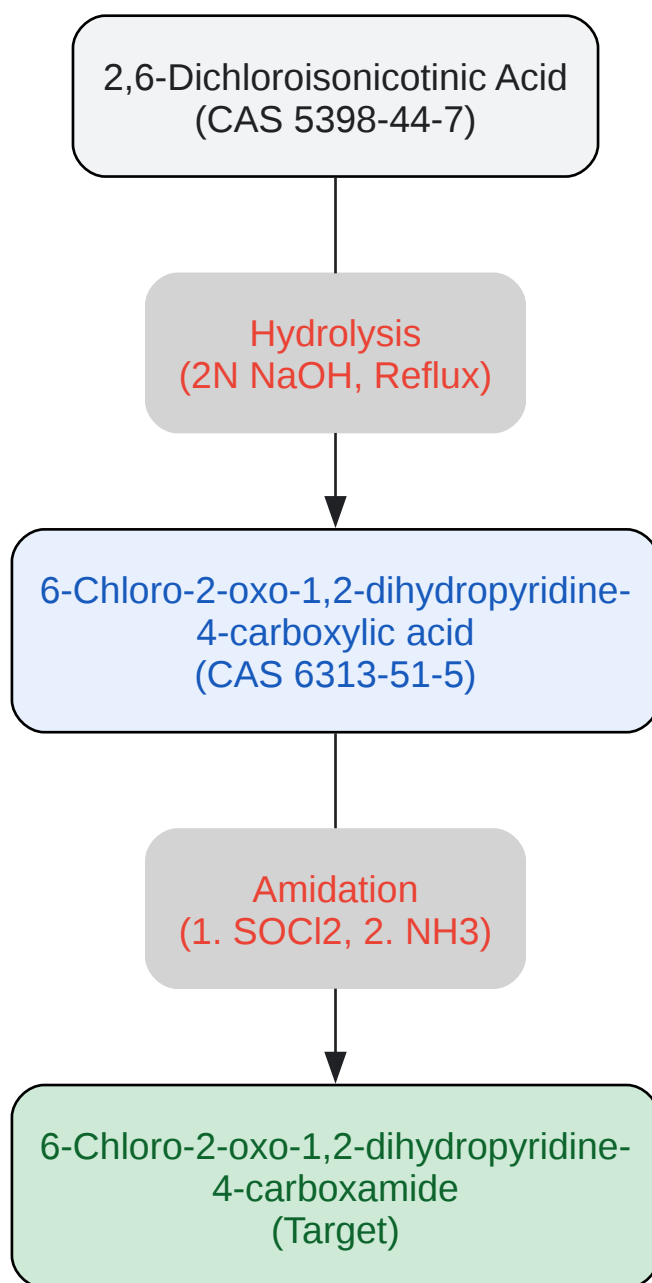 2,6-Dichloroisonicotinic Acid
(CAS 5398-44-7)
Hydrolysis
(2N NaOH, Reflux)
6-Chloro-2-oxo-1,2-dihydropyridine-
4-carboxylic acid
(CAS 6313-51-5)
Amidation
(1. SOCl2, 2. NH3)
6-Chloro-2-oxo-1,2-dihydropyridine-
4-carboxamide
(Target)